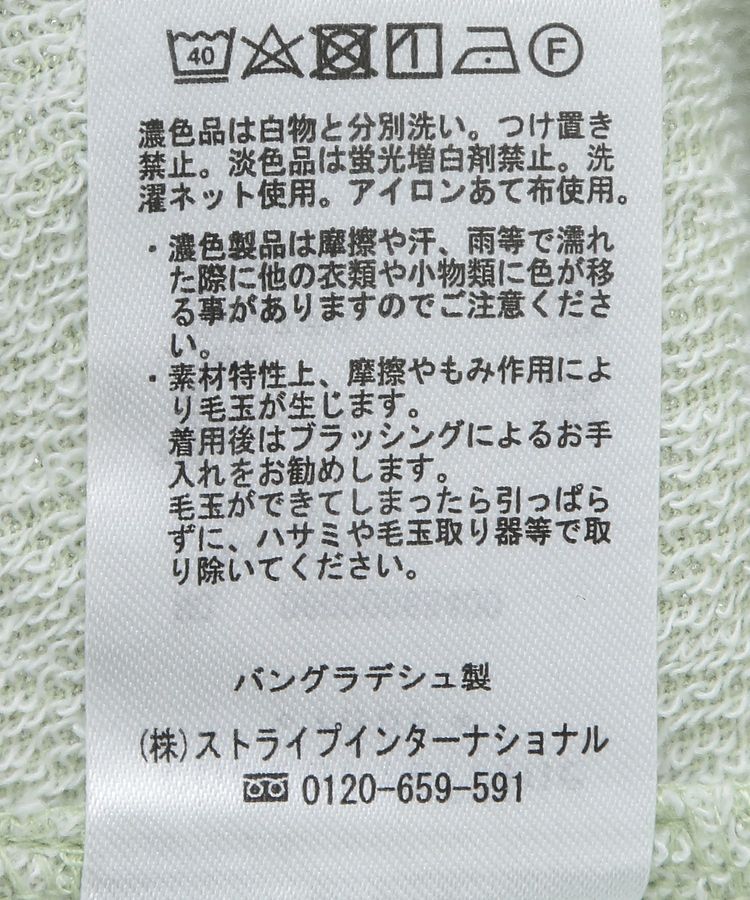 40 F
濃色品は白物と分別洗い。つけ置き
禁止。淡色品は蛍光増白剤禁止。洗
濯ネット使用。アイロンあて布使用。
・濃色製品は摩擦や汗、雨等で濡れ
た際に他の衣類や小物類に色が移
る事がありますのでご注意くださ
い。
・素材特性上、摩擦やもみ作用によ
り毛玉が生じます。
着用後はブラッシングによるお手
入れをお勧めします。
毛玉ができてしまったら引っぱら
ずに、ハサミや毛玉取り器等で取
り除いてください。
バングラデシュ製
(株)ストライプインターナショナル
0120-659-591